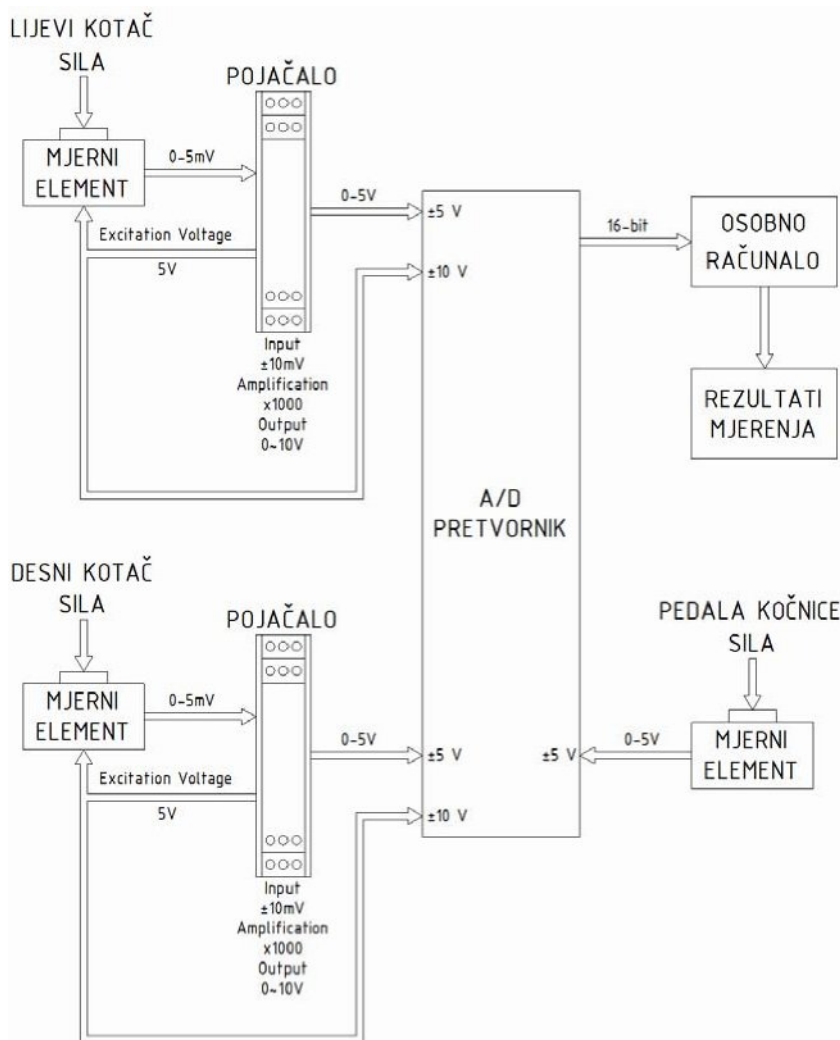 LIJEVI KOTAČ
SILA
POJAČALO
MJERNI
ELEMENT
0-5mV
Excitation Voltage
5V
Input
±10mV
Amplification
x1000
Output
0~10V
0-5V
±5 V
±10 V
A/D
PRETVORNIK
16-bit
OSOBNO
RAČUNALO
REZULTATI
MJERENJA
DESNI KOTAČ
SILA
POJAČALO
MJERNI
ELEMENT
0-5mV
Excitation Voltage
5V
Input
±10mV
Amplification
x1000
Output
0~10V
0-5V
±5 V
±10 V
PEDALA KOČNICE
SILA
MJERNI
ELEMENT
0-5V
±5 V